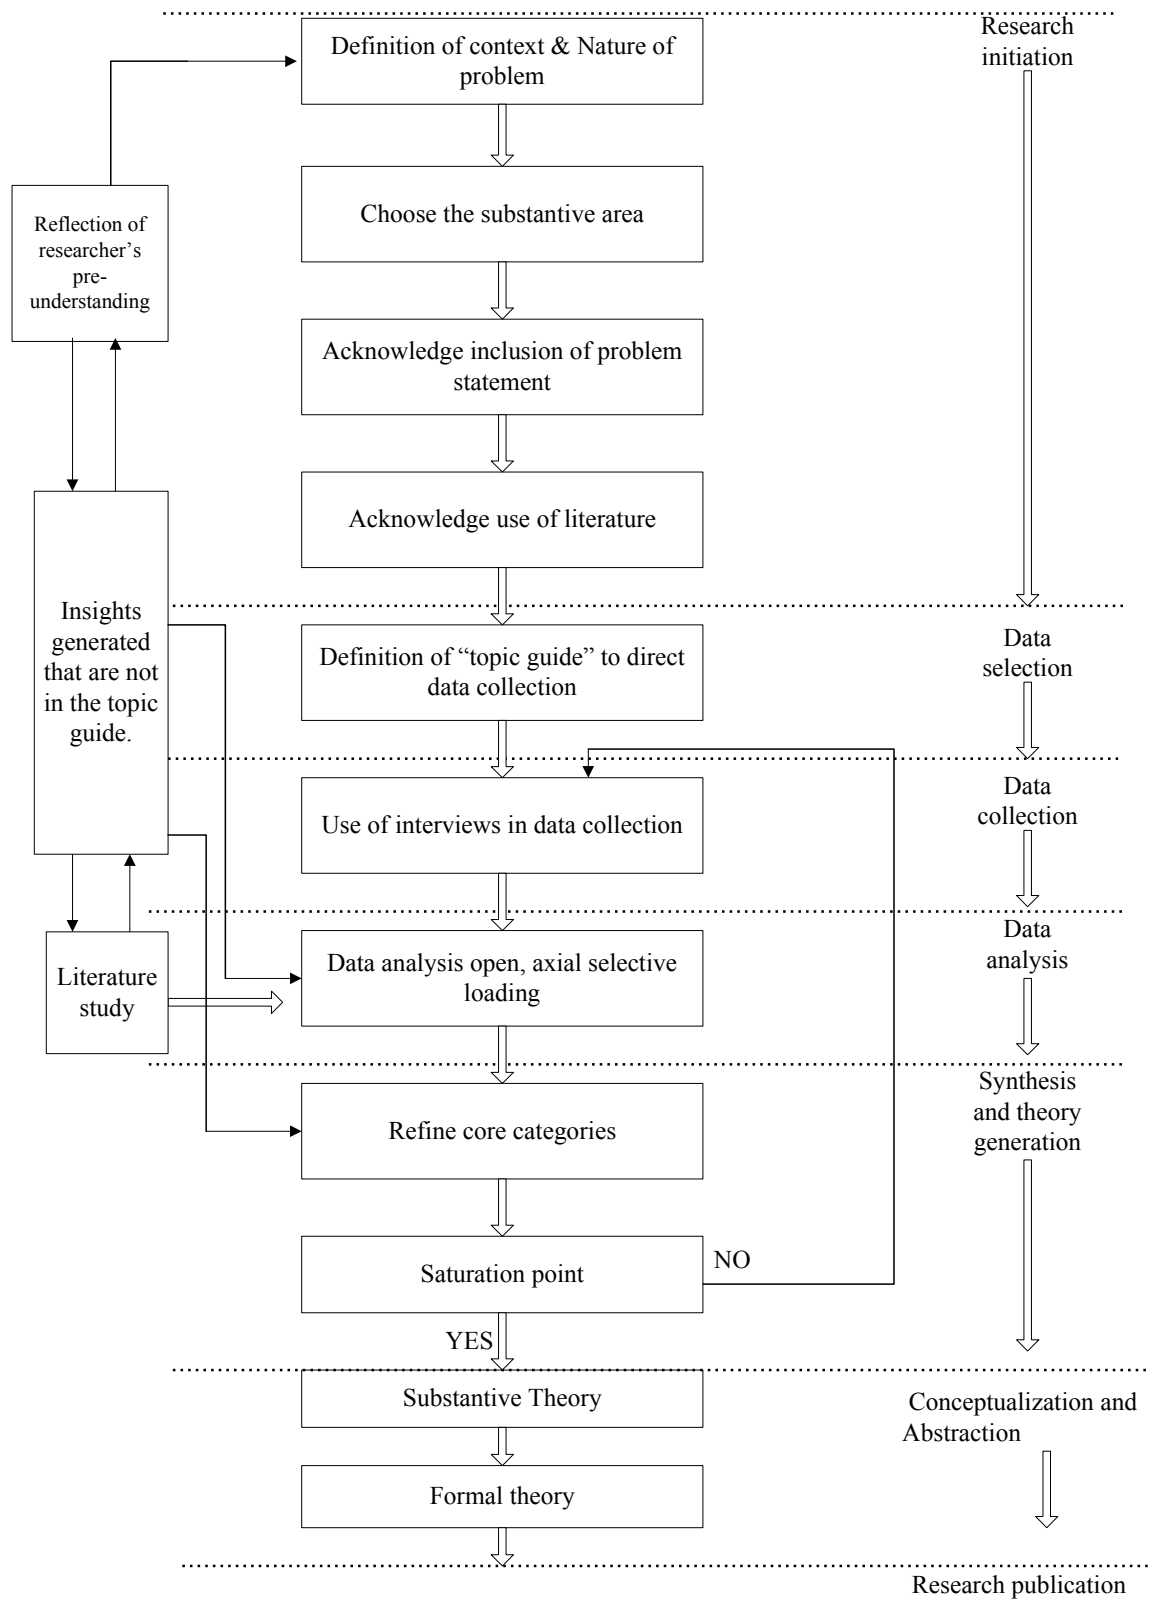 Definition of context & Nature of
problem
Research
initiation
Choose the substantive area
Reflection of
researcher’s
pre-
understanding
Acknowledge inclusion of problem
statement
Acknowledge use of literature
Insights
generated
that are not
in the topic
guide.
Definition of “topic guide” to direct
data collection
Data
selection
Use of interviews in data collection
Data
collection
Data analysis open, axial selective
loading
Data
analysis
Literature
study
Refine core categories
Synthesis
and theory
generation
Saturation point
NO
YES
Substantive Theory
Conceptualization and
Abstraction
Formal theory
Research publication